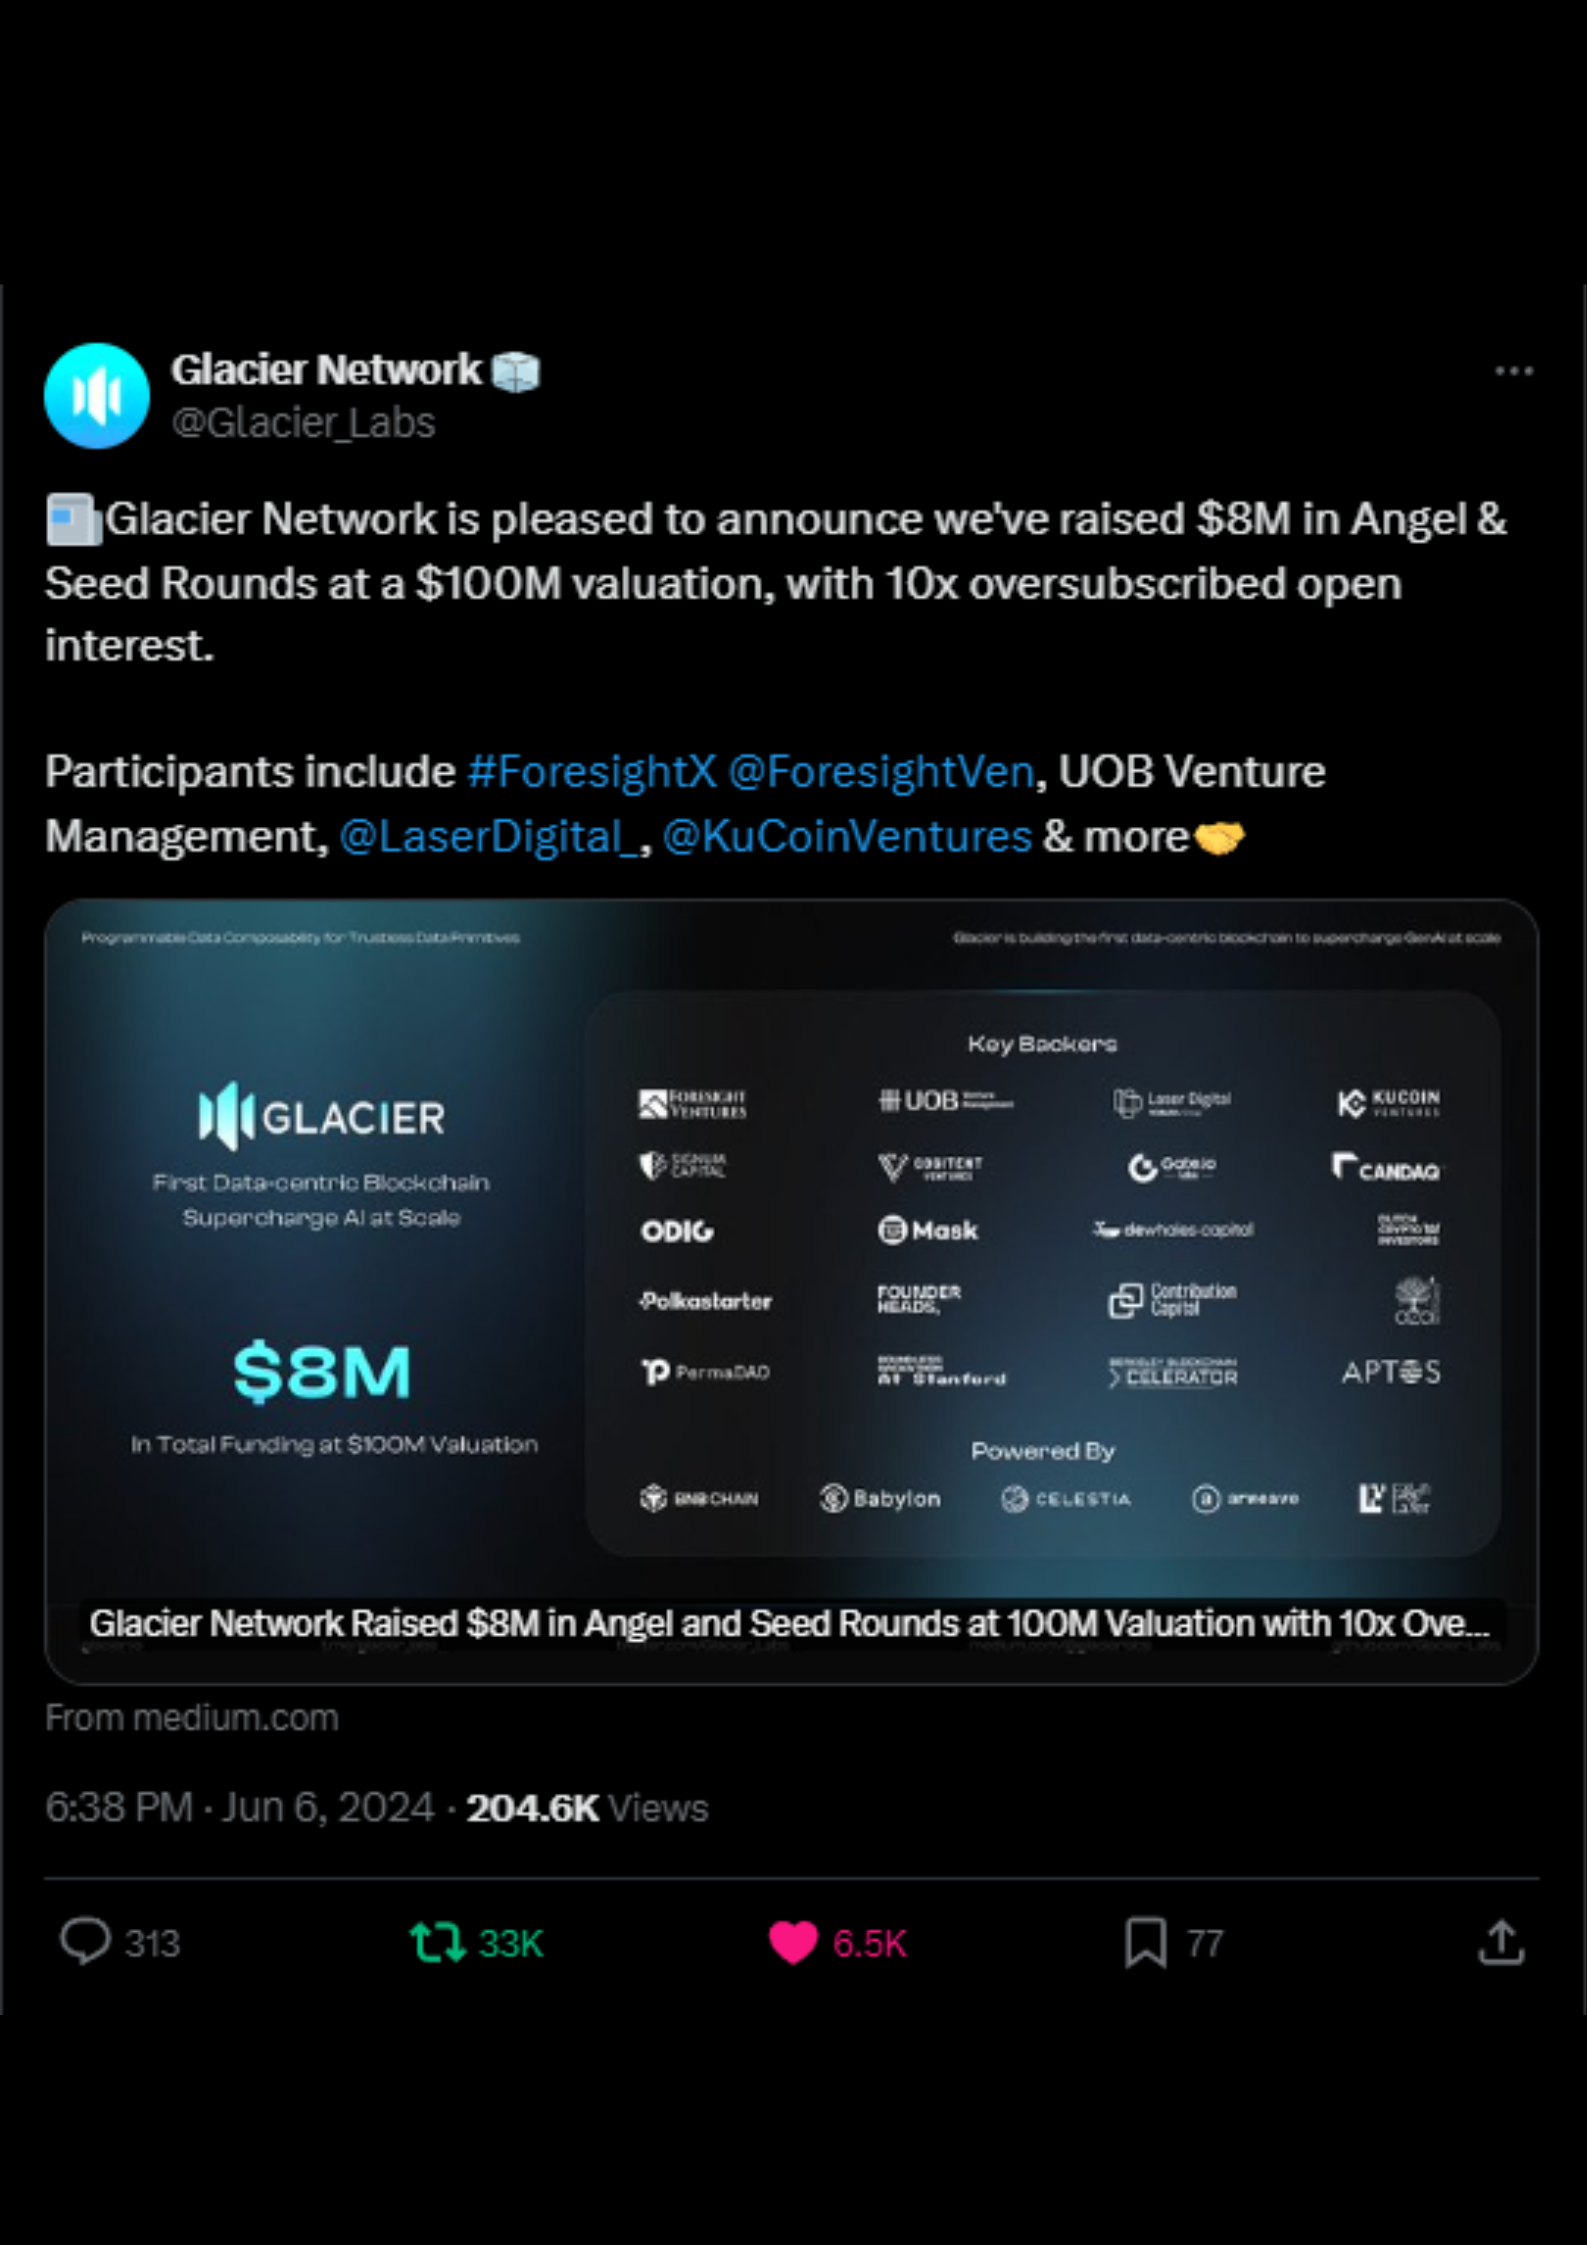 Glacier Network
@Glacier_Labs
Glacier Network is pleased to announce we've raised $8M in Angel &
Seed Rounds at a $100M valuation, with 10x oversubscribed open
interest.
Participants include #ForesightX @ForesightVen, UOB Venture
Management, @LaserDigital_, @KuCoinVentures & more
Programmable Data Composability for Trustless Data Primitives
Glacier is building the first data-centric blockchain to supercharge GenAI at scale
GLACIER
First Data-centric Blockchain
Supercharge AI at Scale
$8M
In Total Funding at $100M Valuation
Key Backers
FORESIGHT VENTURES
UOB Venture Management
Laser Digital
KUCOIN VENTURES
SIGNUM CAPITAL
VENTURES
Gate.io
CANDAQ
ODIG
Mask
dewhales capital
INVESTORS
Polkastarter
FOUNDER HEADS,
Contribution Capital
PermaDAO
AT Stanford
BERKELEY BLOCKCHAIN XCELERATOR
APTOS
Powered By
BNB CHAIN
Babylon
CELESTIA
arweave
Glacier Network Raised $8M in Angel and Seed Rounds at 100M Valuation with 10x Ove...
From medium.com
6:38 PM · Jun 6, 2024 · 204.6K Views
313
33K
6.5K
77